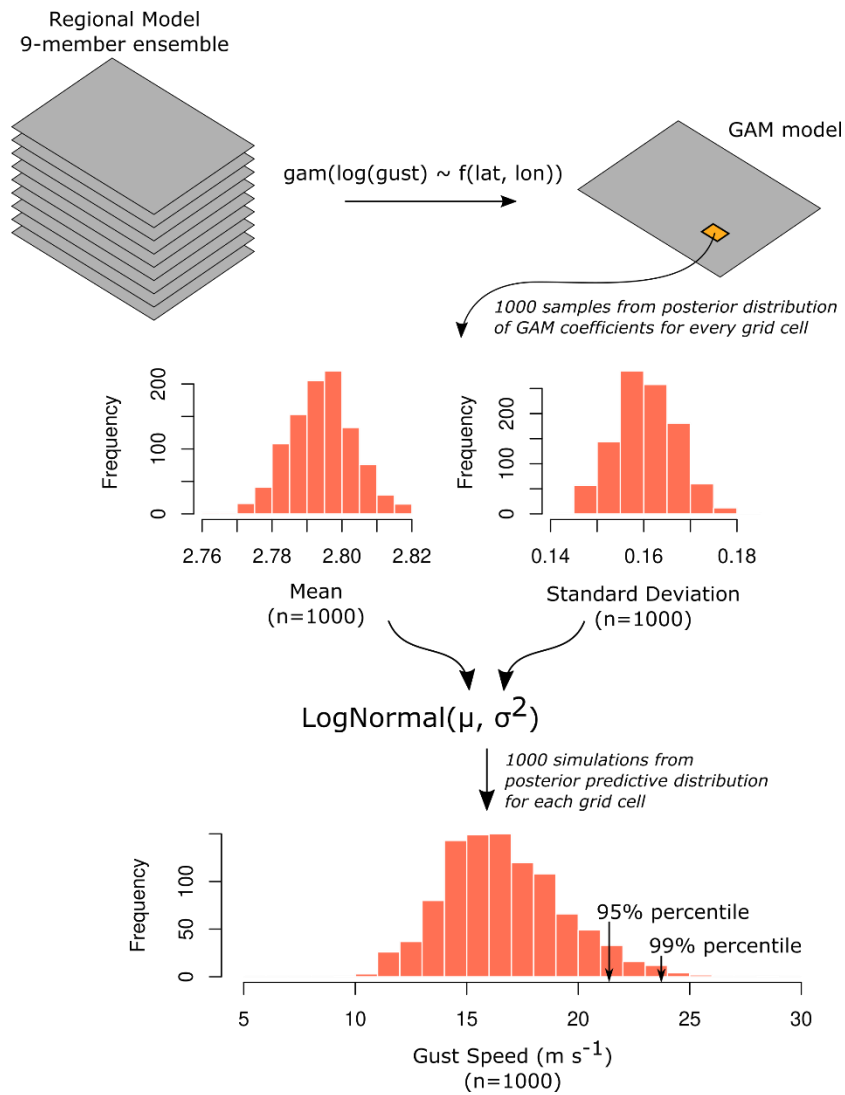 Regional Model
9-member ensemble
gam(log(gust) ~ f(lat, lon))
GAM model
1000 samples from posterior distribution
of GAM coefficients for every grid cell
Frequency
0
100
200
2.76
2.78
2.80
2.82
Mean
(n=1000)
Frequency
0
100
200
0.14
0.16
0.18
Standard Deviation
(n=1000)
LogNormal(μ, σ²)
1000 simulations from
posterior predictive distribution
for each grid cell
Frequency
0
50
100
95% percentile
99% percentile
5
10
15
20
25
30
Gust Speed (m s⁻¹)
(n=1000)